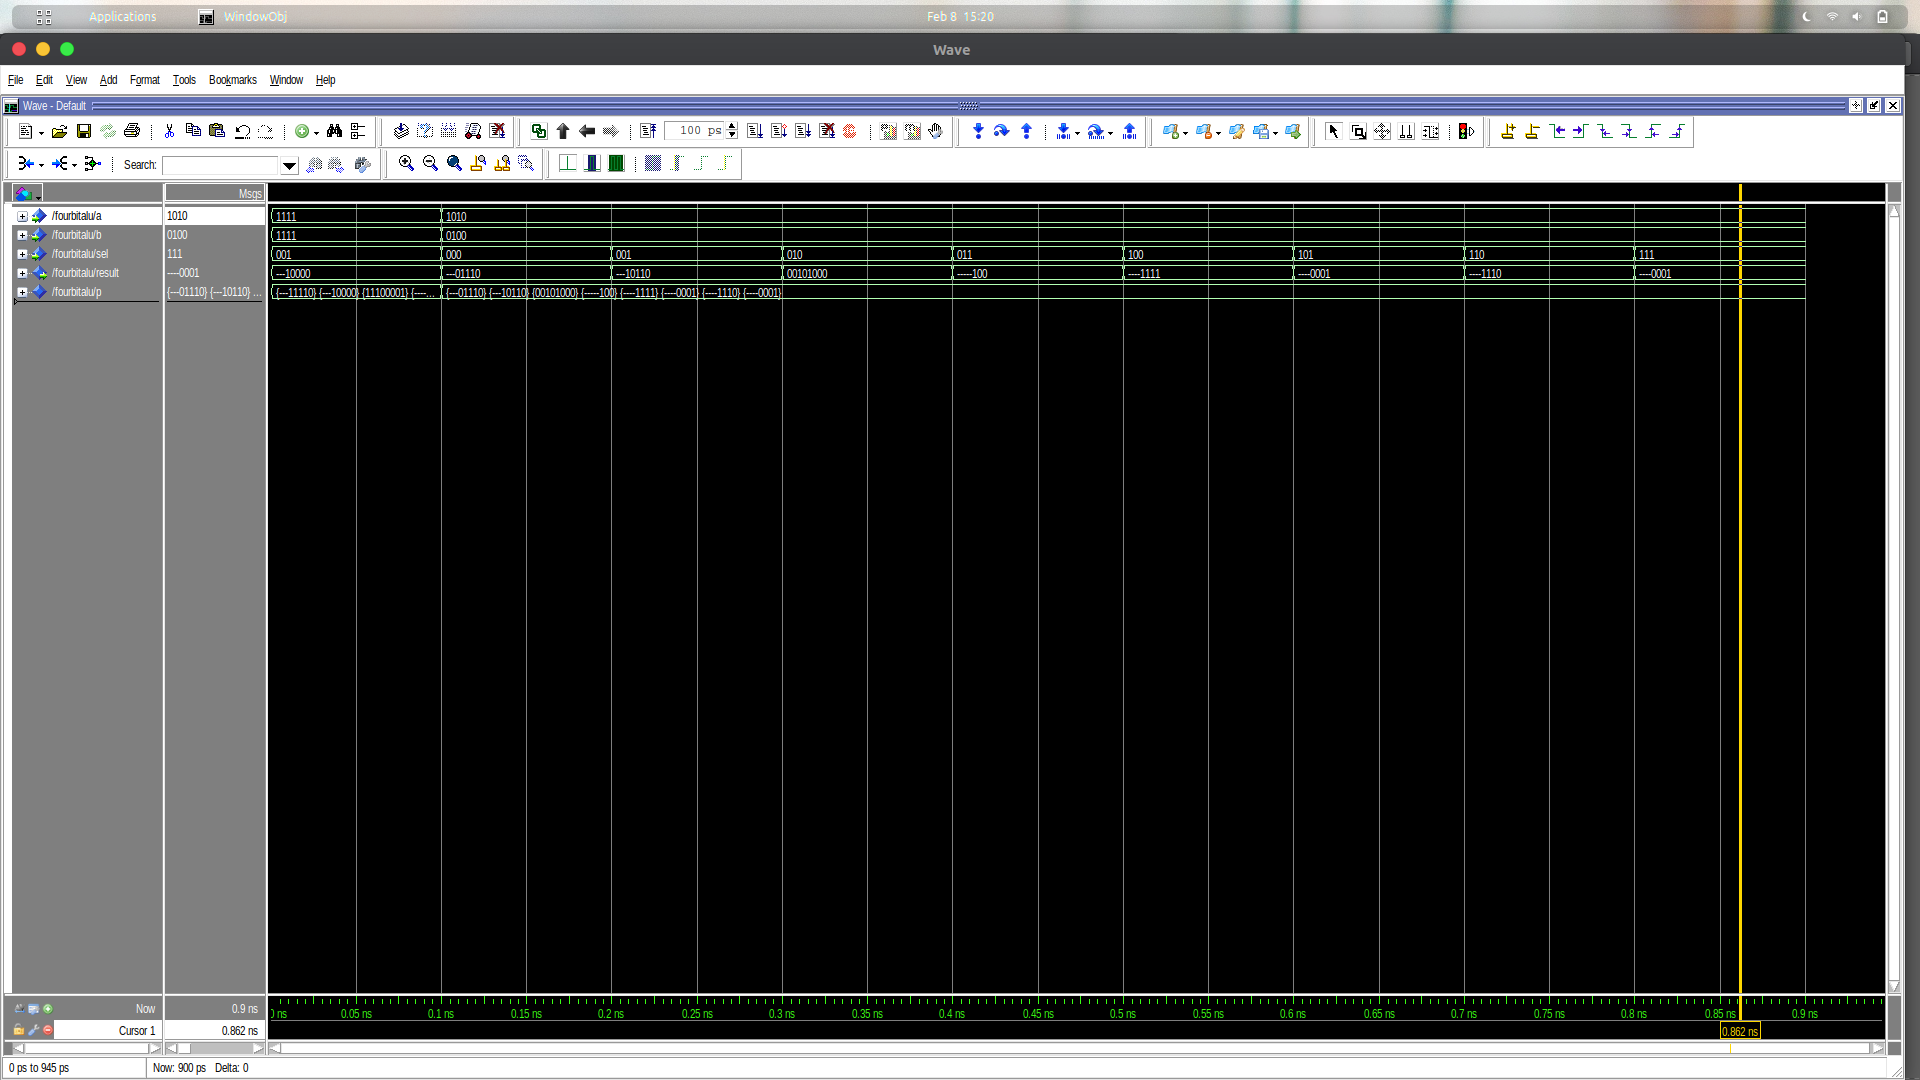 Applications WindowObj Feb 8 15:20
Wave
File Edit View Add Format Tools Bookmarks Window Help
Wave - Default
100 ps
Search:
Msgs
/fourbitalu/a 1010 1111 1010
/fourbitalu/b 0100 1111 0100
/fourbitalu/sel 111 001 000 001 010 011 100 101 110 111
/fourbitalu/result ----0001 ---10000 ---01110 ---10110 00101000 -----100 ----1111 ----0001 ----1110 ----0001
/fourbitalu/p {---01110} {---10110} ... {---11110} {---10000} {11100001} {-----... {---01110} {---10110} {00101000} {-----100} {----1111} {----0001} {----1110} {----0001}
Now 0.9 ns
0.05 ns 0.1 ns 0.15 ns 0.2 ns 0.25 ns 0.3 ns 0.35 ns 0.4 ns 0.45 ns 0.5 ns 0.55 ns 0.6 ns 0.65 ns 0.7 ns 0.75 ns 0.8 ns 0.85 ns 0.9 ns
Cursor 1 0.862 ns 0.862 ns
0 ps to 945 ps Now: 900 ps Delta: 0